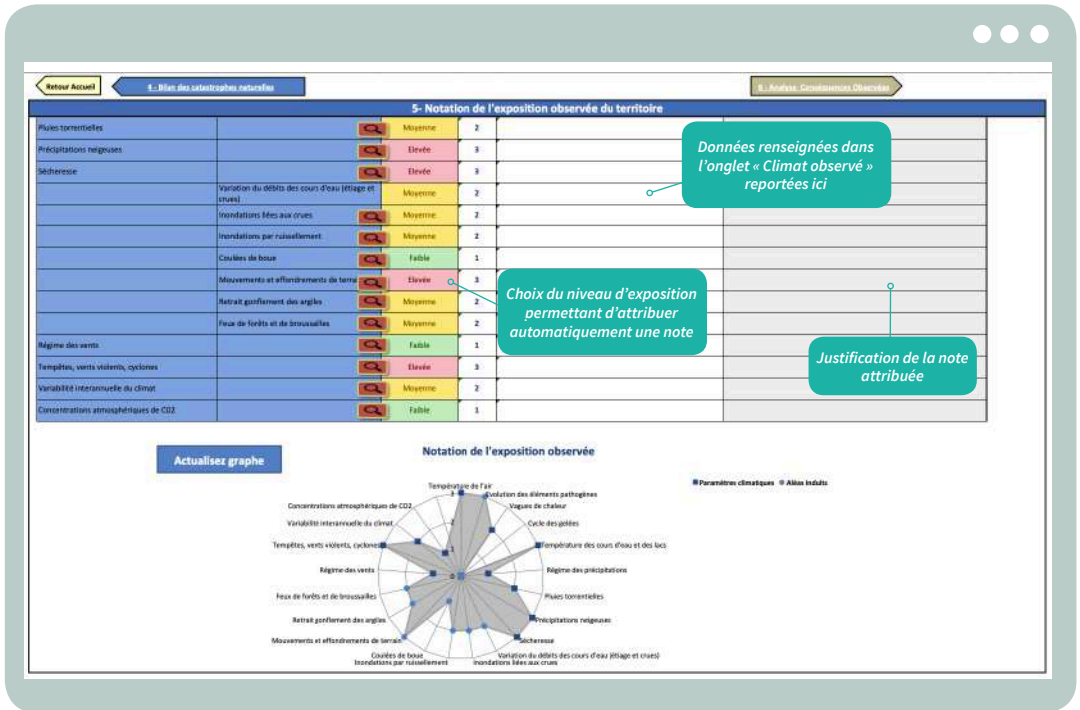 Retour Accueil
4 - Bilan des catastrophes naturelles
6 - Analyse Conséquences Observées
5- Notation de l'exposition observée du territoire
Pluies torrentielles Moyenne 2
Précipitations neigeuses Elevée 3
Sécheresse Elevée 3
Variation du débits des cours d'eau (étiage et
crues) Moyenne 2
Inondations liées aux crues Moyenne 2
Inondations par ruissellement Moyenne 2
Coulées de boue Faible 1
Mouvements et effondrements de terra Elevée 3
Retrait gonflement des argiles Moyenne 2
Feux de forêts et de broussailles Moyenne 2
Régime des vents Faible 1
Tempêtes, vents violents, cyclones Elevée 3
Variabilité interannuelle du climat Moyenne 2
Concentrations atmosphériques de CO2 Faible 1
Données renseignées dans
l'onglet « Climat observé »
reportées ici
Choix du niveau d'exposition
permettant d'attribuer
automatiquement une note
Justification de la note
attribuée
Actualisez graphe
Notation de l'exposition observée
Paramètres climatiques
Aléas induits
Température de l'air
Evolution des éléments pathogènes
Vagues de chaleur
Cycle des gelées
Température des cours d'eau et des lacs
Régime des précipitations
Pluies torrentielles
Précipitations neigeuses
Sécheresse
Variation du débits des cours d'eau (étiage et crues)
Inondations liées aux crues
Inondations par ruissellement
Coulées de boue
Mouvements et effondrements de terrain
Retrait gonflement des argiles
Feux de forêts et de broussailles
Régime des vents
Tempêtes, vents violents, cyclones
Variabilité interannuelle du climat
Concentrations atmosphériques de CO2
3
2
1
0